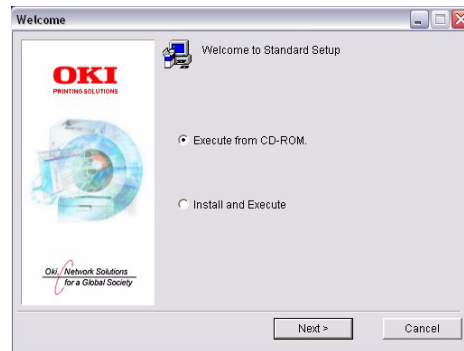 Welcome
OKI
PRINTING SOLUTIONS
Welcome to Standard Setup
Execute from CD-ROM.
Install and Execute
Oki, Network Solutions
for a Global Society
Next >
Cancel